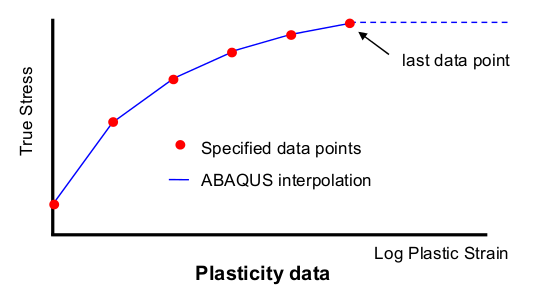 last data point
True Stress
Specified data points
ABAQUS interpolation
Log Plastic Strain
Plasticity data